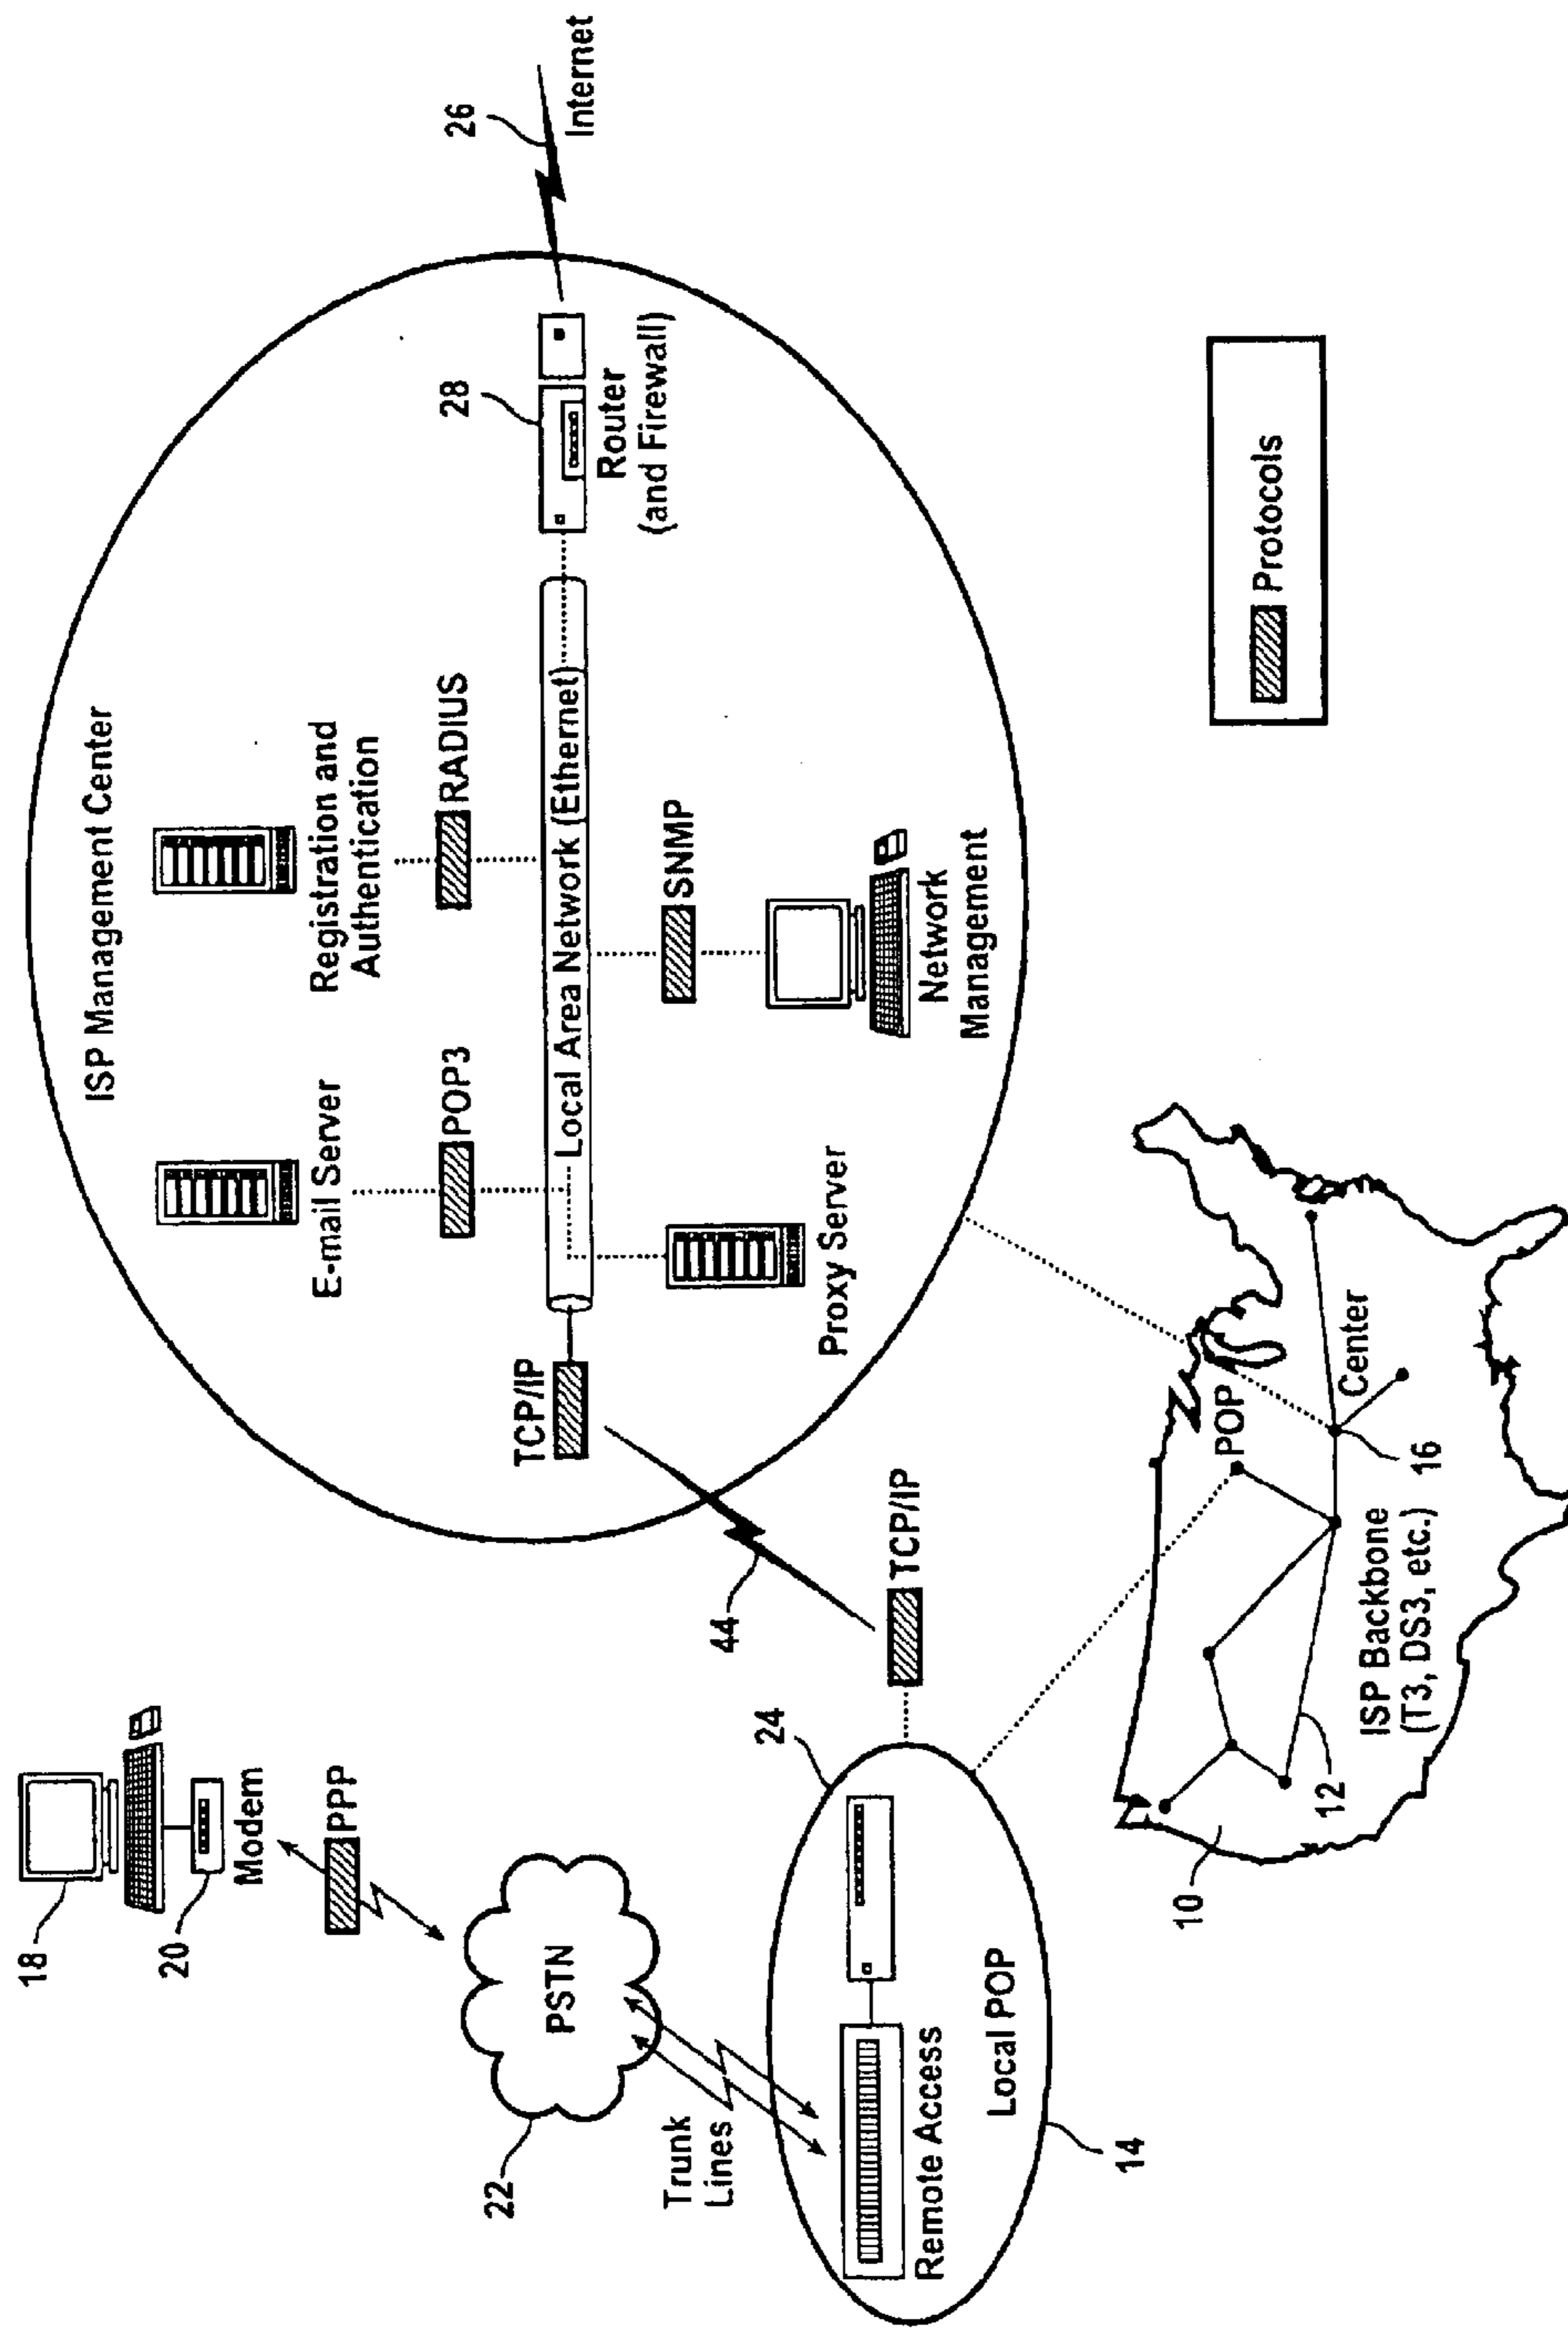 18
20
Modem
PPP
22
PSTN
Trunk
Lines
24
Remote Access
Local POP
14
TCP/IP
44
ISP Management Center
E-mail Server
Registration and
Authentication
POP3
RADIUS
TCP/IP
Local Area Network (Ethernet)
28
Router
(and Firewall)
26
Internet
Proxy Server
SNMP
Network
Management
10
12
ISP Backbone
(T3, DS3, etc.)
POP
Center
16
Protocols